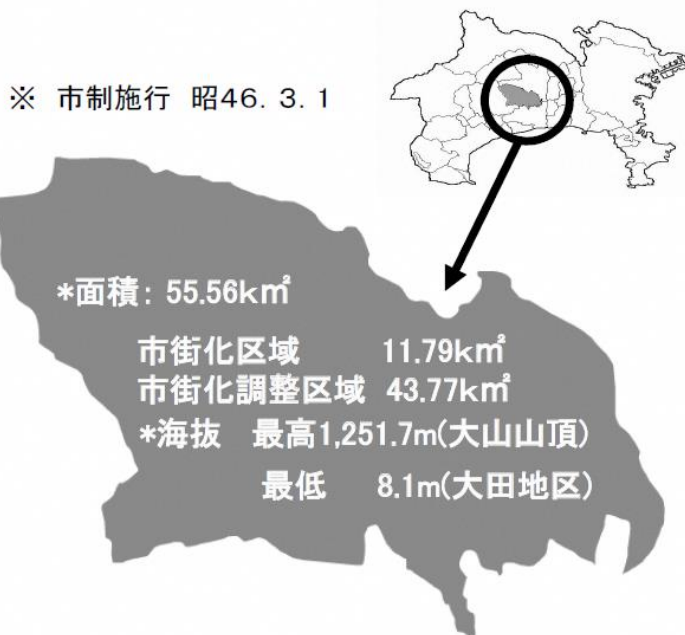 ※ 市制施行 昭46．3．1
*面積: 55.56k㎡
市街化区域 11.79k㎡
市街化調整区域 43.77k㎡
*海抜 最高1,251.7m(大山山頂)
最低 8.1m(大田地区)